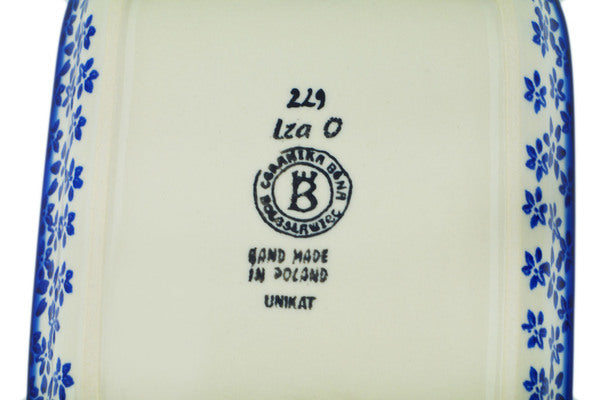 229
Iza O
CERAMIKA BONA
BOLESŁAWIEC
B
HAND MADE
IN POLAND
UNIKAT